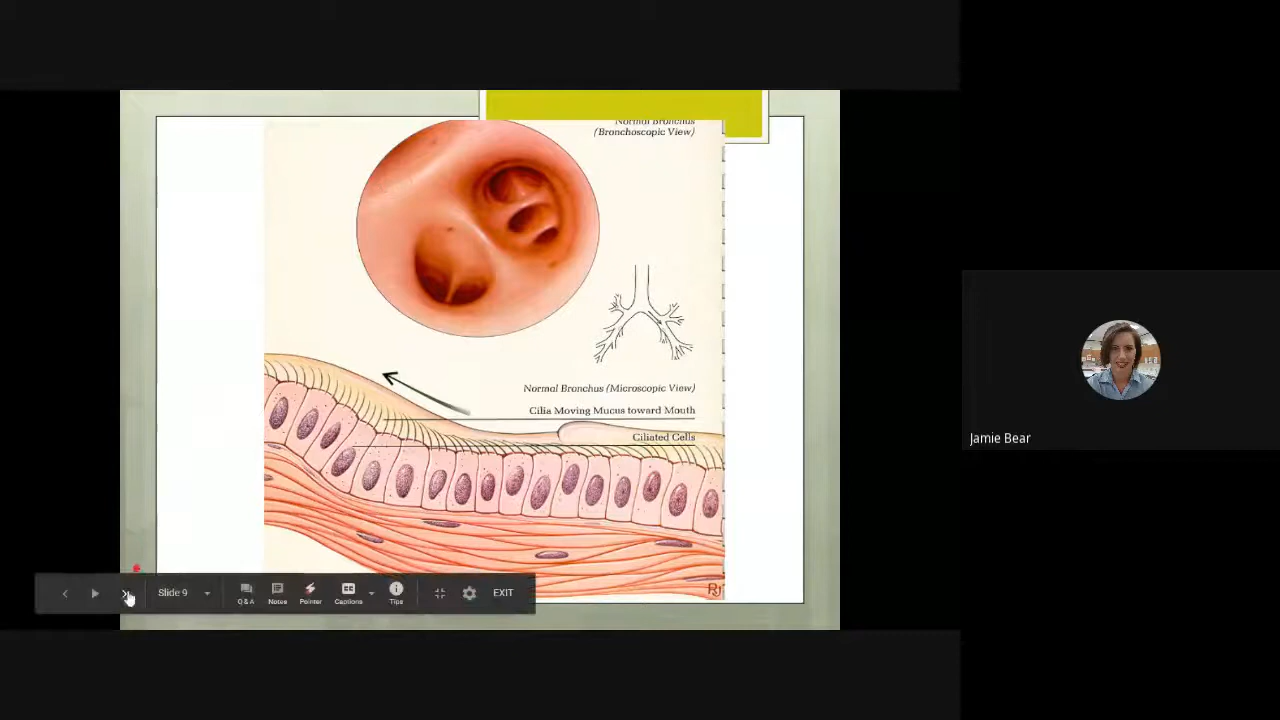 Normal Bronchus
(Bronchoscopic View)
Normal Bronchus (Microscopic View)
Cilia Moving Mucus toward Mouth
Ciliated Cells
Jamie Bear
Slide 9
Q & A
Notes
Pointer
Captions
Tips
EXIT